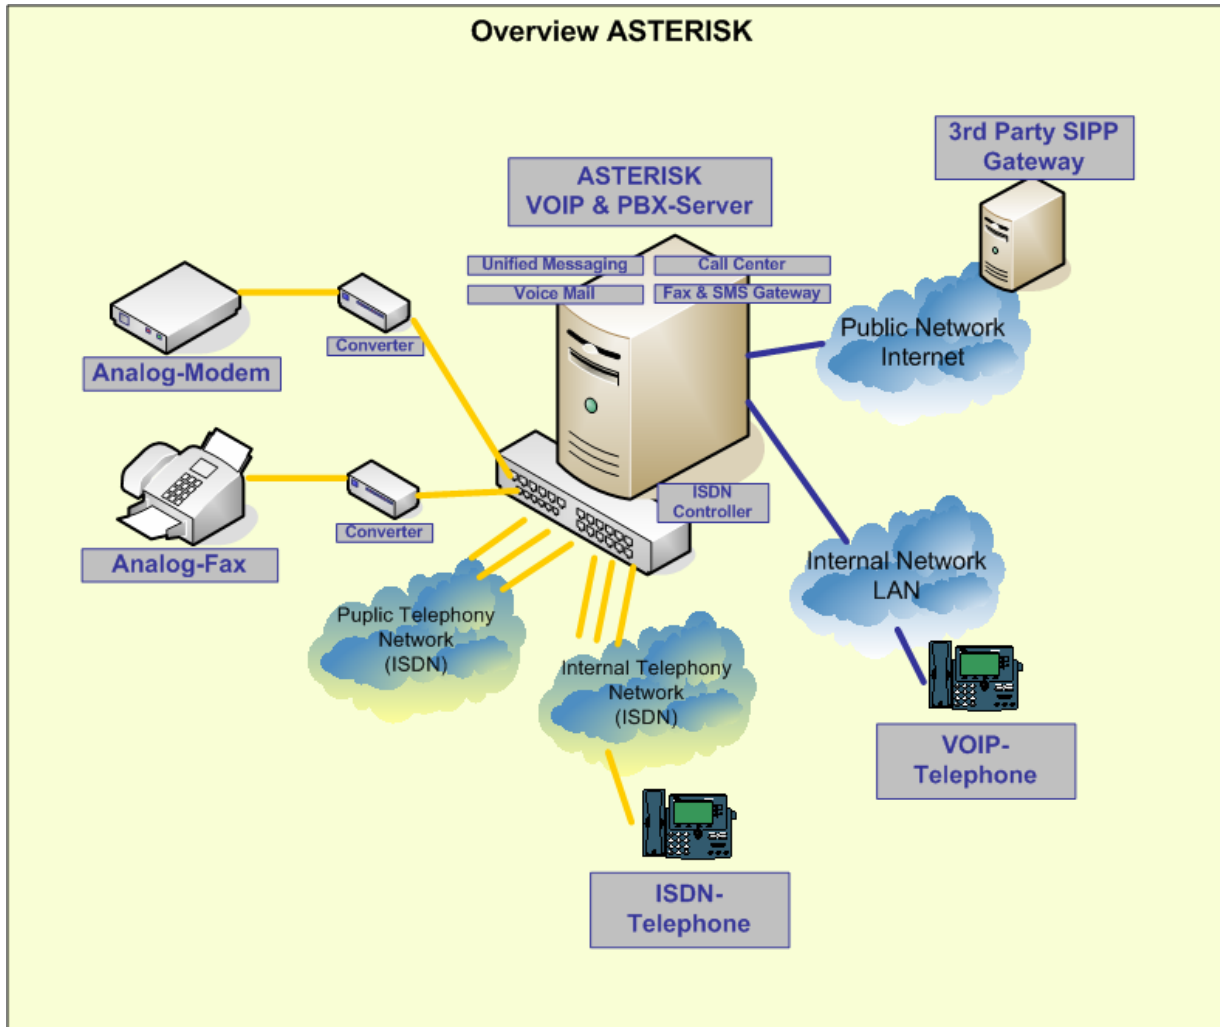 Overview ASTERISK
3rd Party SIPP
Gateway
ASTERISK
VOIP & PBX-Server
Unified Messaging
Call Center
Voice Mail
Fax & SMS Gateway
Public Network
Internet
Converter
Analog-Modem
ISDN
Controller
Converter
Analog-Fax
Internal Network
LAN
Puplic Telephony
Network
(ISDN)
Internal Telephony
Network
(ISDN)
VOIP-
Telephone
ISDN-
Telephone